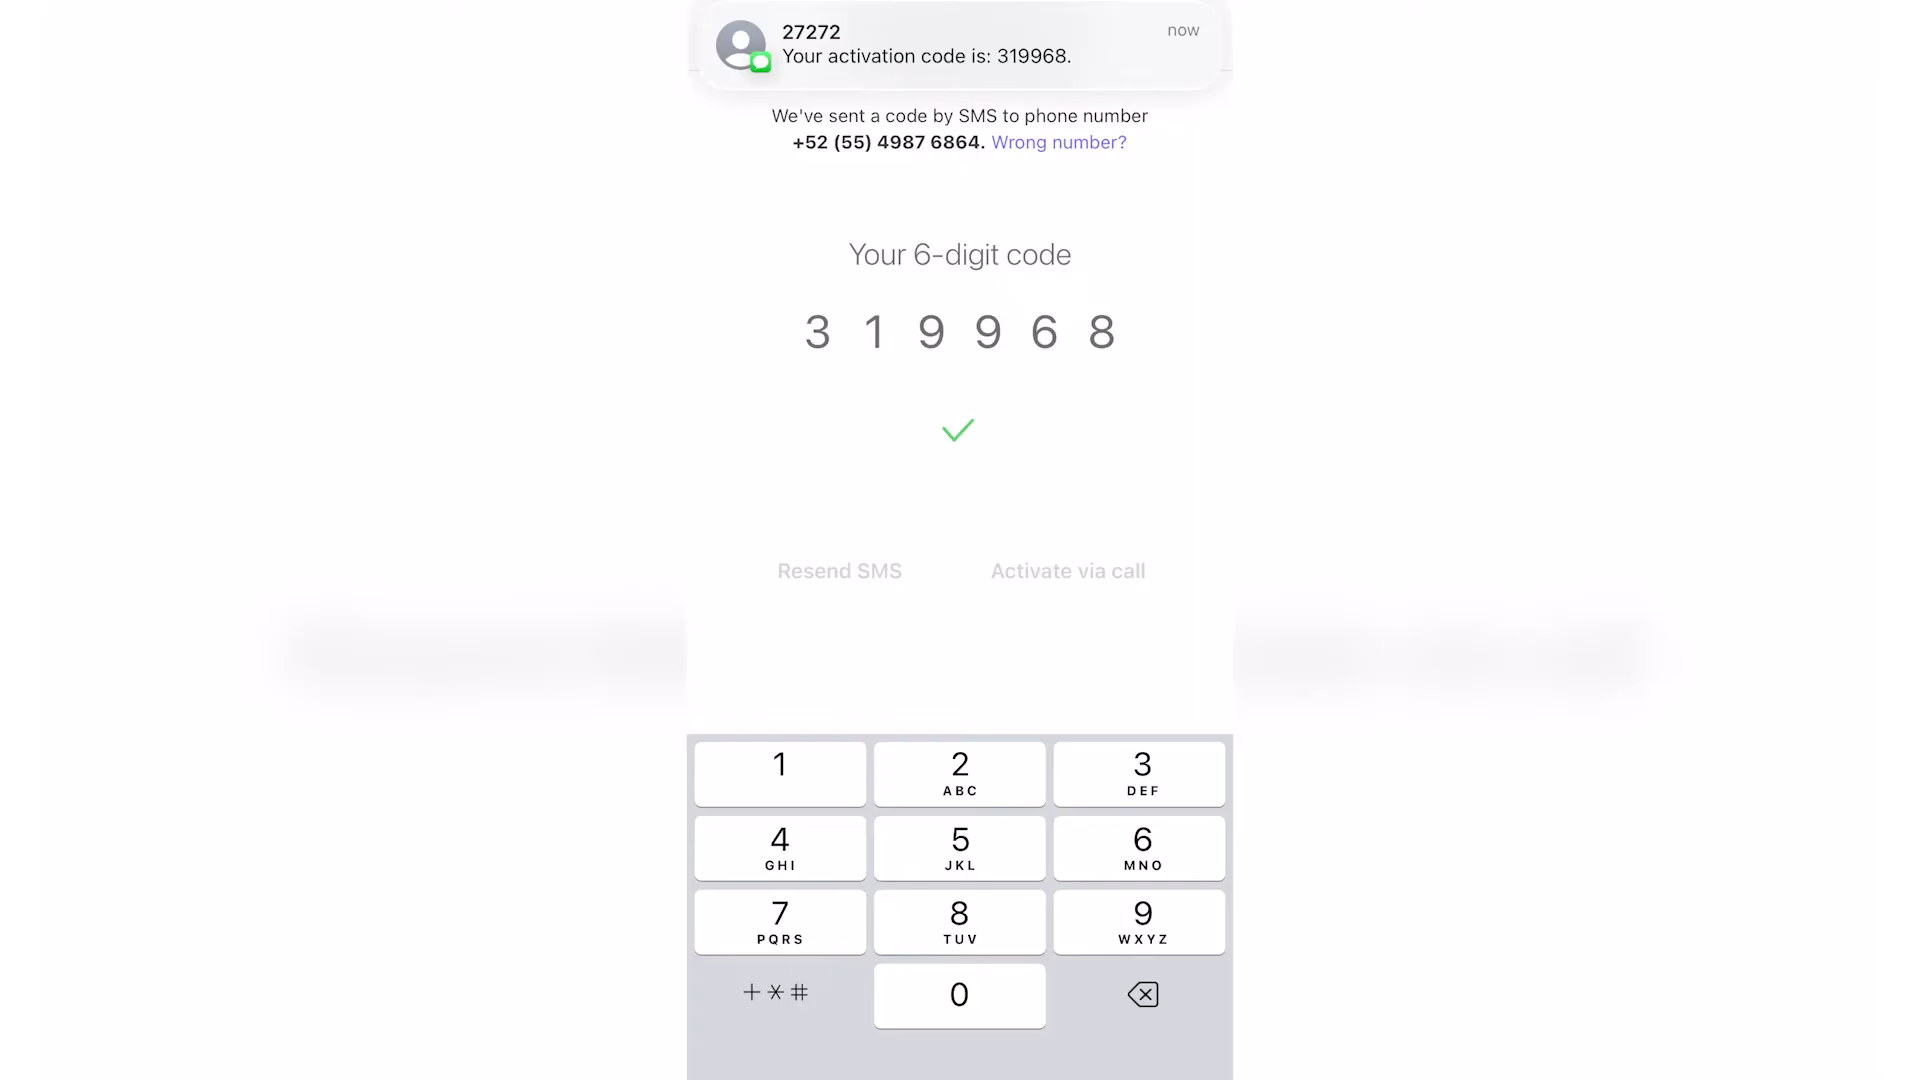 27272
now
Your activation code is: 319968.
We've sent a code by SMS to phone number
+52 (55) 4987 6864. Wrong number?
Your 6-digit code
3 1 9 9 6 8
Resend SMS
Activate via call
1
2
ABC
3
DEF
4
GHI
5
JKL
6
MNO
7
PQRS
8
TUV
9
WXYZ
+*#
0